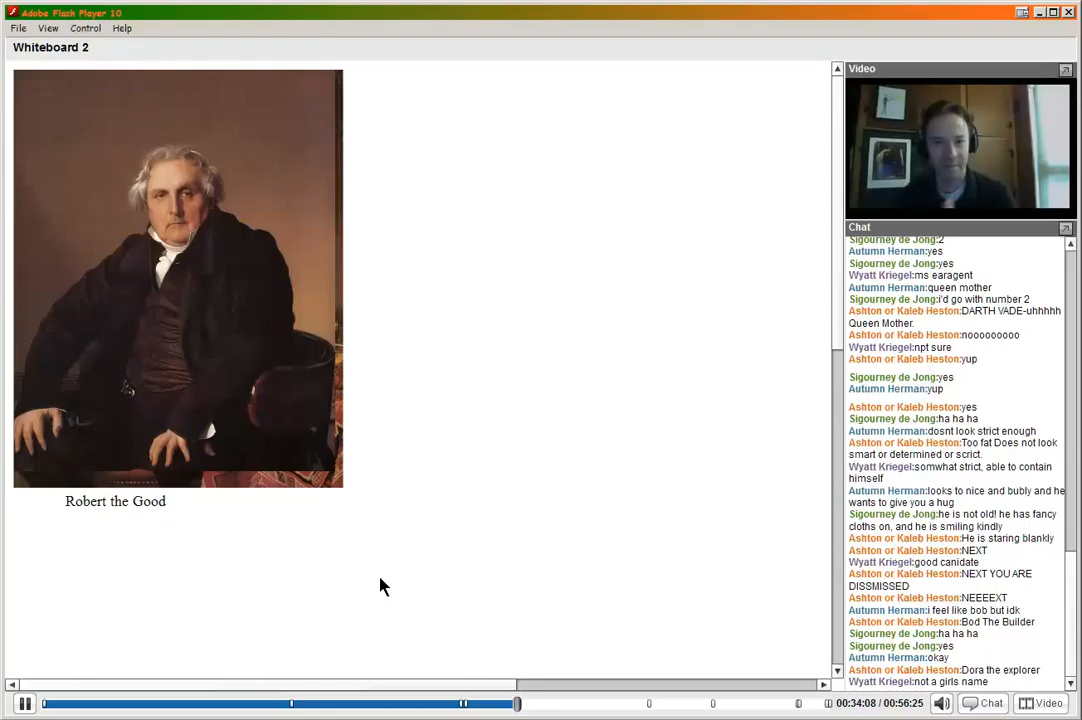 Adobe Flash Player 10
File View Control Help
Whiteboard 2
Robert the Good
Video
Chat
Sigourney de Jong:2
Autumn Herman:yes
Sigourney de Jong:yes
Wyatt Kriegel:ms earagent
Autumn Herman:queen mother
Sigourney de Jong:i'd go with number 2
Ashton or Kaleb Heston:DARTH VADE-uhhhhh
Queen Mother.
Ashton or Kaleb Heston:nooooooooo
Wyatt Kriegel:npt sure
Ashton or Kaleb Heston:yup
Sigourney de Jong:yes
Autumn Herman:yup
Ashton or Kaleb Heston:yes
Sigourney de Jong:ha ha ha
Autumn Herman:dosnt look strict enough
Ashton or Kaleb Heston:Too fat Does not look
smart or determined or scrict.
Wyatt Kriegel:somwhat strict, able to contain
himself
Autumn Herman:looks to nice and bubly and he
wants to give you a hug
Sigourney de Jong:he is not old! he has fancy
cloths on, and he is smiling kindly
Ashton or Kaleb Heston:He is staring blankly
Ashton or Kaleb Heston:NEXT
Wyatt Kriegel:good canidate
Ashton or Kaleb Heston:NEXT YOU ARE
DISSMISSED
Ashton or Kaleb Heston:NEEEEXT
Autumn Herman:i feel like bob but idk
Ashton or Kaleb Heston:Bod The Builder
Sigourney de Jong:ha ha ha
Sigourney de Jong:yes
Autumn Herman:okay
Ashton or Kaleb Heston:Dora the explorer
Wyatt Kriegel:not a girls name
00:34:08 / 00:56:25 Chat Video